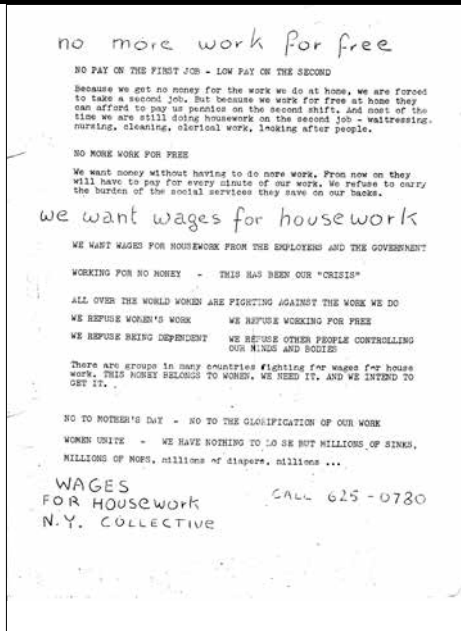 no more work for free
NO PAY ON THE FIRST JOB - LOW PAY ON THE SECOND
Because we get no money for the work we do at home, we are forced
to take a second job. But because we work for free at home they
can afford to pay us pennies on the second shift. And most of the
time we are still doing housework on the second job - waitressing,
nursing, cleaning, clerical work, looking after people.
NO MORE WORK FOR FREE
We want money without having to do more work. From now on they
will have to pay for every minute of our work. We refuse to carry
the burden of the social services they save on our backs.
we want wages for housework
WE WANT WAGES FOR HOUSEWORK FROM THE EMPLOYERS AND THE GOVERNMENT
WORKING FOR NO MONEY - THIS HAS BEEN OUR "CRISIS"
ALL OVER THE WORLD WOMEN ARE FIGHTING AGAINST THE WORK WE DO
WE REFUSE WOMEN'S WORK WE REFUSE WORKING FOR FREE
WE REFUSE BEING DEPENDENT WE REFUSE OTHER PEOPLE CONTROLLING
OUR MINDS AND BODIES
There are groups in many countries fighting for wages for house
work. THIS MONEY BELONGS TO WOMEN. WE NEED IT. AND WE INTEND TO
GET IT.
NO TO MOTHER'S DAY - NO TO THE GLORIFICATION OF OUR WORK
WOMEN UNITE - WE HAVE NOTHING TO LO SE BUT MILLIONS OF SINKS,
MILLIONS OF MOPS, millions of diapers, millions ...
WAGES
FOR HOUSEWORK
N.Y. COLLECTIVE
CALL 625-0780